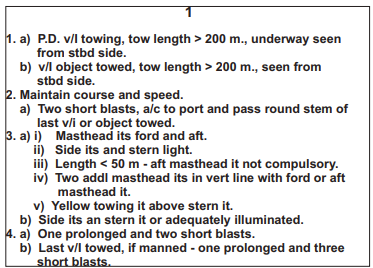 1
1. a) P.D. v/l towing, tow length > 200 m., underway seen
from stbd side.
b) v/l object towed, tow length > 200 m., seen from
stbd side.
2. Maintain course and speed.
a) Two short blasts, a/c to port and pass round stem of
last v/i or object towed.
3. a) i) Masthead its ford and aft.
ii) Side its and stern light.
iii) Length < 50 m - aft masthead it not compulsory.
iv) Two addl masthead its in vert line with ford or aft
masthead it.
v) Yellow towing it above stern it.
b) Side its an stern it or adequately illuminated.
4. a) One prolonged and two short blasts.
b) Last v/l towed, if manned - one prolonged and three
short blasts.